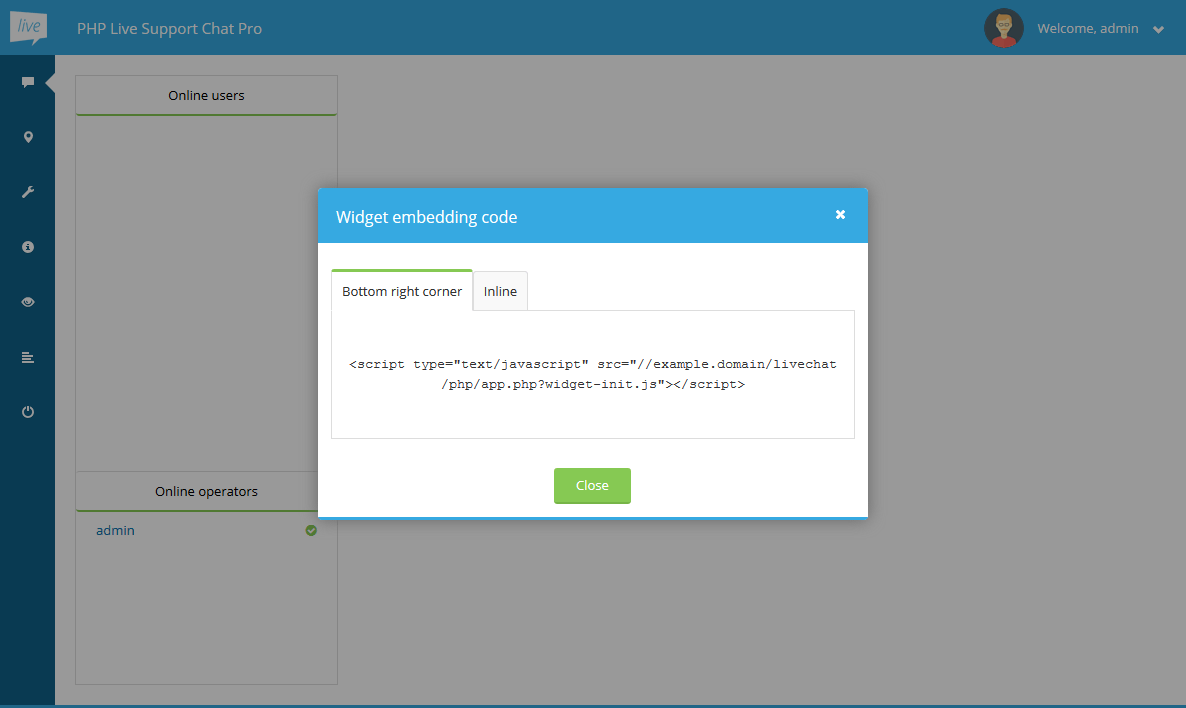 live
PHP Live Support Chat Pro
Welcome, admin
Online users
Widget embedding code
Bottom right corner
Inline
<script type="text/javascript" src="//example.domain/livechat
/php/app.php?widget-init.js"></script>
Close
Online operators
admin